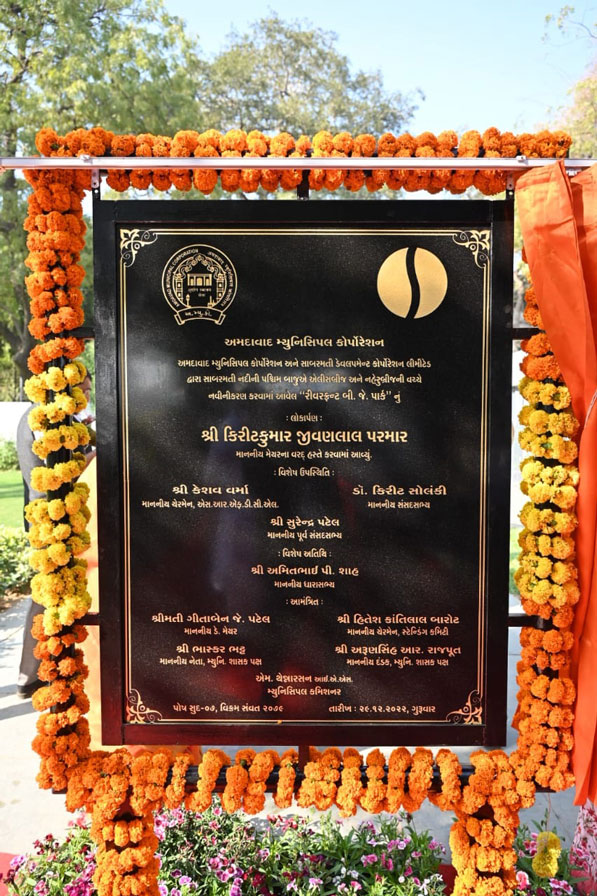 AHMEDABAD MUNICIPAL CORPORATION
અ.મ્યુ.કો.
અમદાવાદ મ્યુનિસિપલ કોર્પોરેશન
અમદાવાદ મ્યુનિસિપલ કોર્પોરેશન અને સાબરમતી ડેવલપમેન્ટ કોર્પોરેશન લીમીટેડ
દ્વારા સાબરમતી નદીની પશ્ચિમ બાજુએ એલીસબ્રીજ અને નહેરુબ્રીજની વચ્ચે
નવીનીકરણ કરવામાં આવેલ "રીવરફ્રન્ટ બી. જે. પાર્ક" નું
: લોકાર્પણ :
શ્રી કિરીટકુમાર જીવણલાલ પરમાર
માનનીય મેયરના વરદ્ હસ્તે કરવામાં આવ્યું.
: વિશેષ ઉપસ્થિતિ :
શ્રી કેશવ વર્મા
માનનીય ચેરમેન, એસ.આર.એફ.ડી.સી.એલ.
ડૉ. કિરીટ સોલંકી
માનનીય સંસદસભ્ય
શ્રી સુરેન્દ્ર પટેલ
માનનીય પૂર્વ સંસદસભ્ય
: વિશેષ અતિથિ :
શ્રી અમિતભાઈ પી. શાહ
માનનીય ધારાસભ્ય
: આમંત્રિત :
શ્રીમતી ગીતાબેન જે. પટેલ
માનનીય ડે. મેયર
શ્રી હિતેશ કાંતિલાલ બારોટ
માનનીય ચેરમેન, સ્ટેન્ડિંગ કમિટી
શ્રી ભાસ્કર ભટ્ટ
માનનીય નેતા, મ્યુનિ. શાસક પક્ષ
શ્રી અરુણસિંહ આર. રાજપૂત
માનનીય દંડક, મ્યુનિ. શાસક પક્ષ
એમ. થેન્નારસન આઈ.એ.એસ.
મ્યુનિસિપલ કમિશનર
પોષ સુદ-૦૭, વિક્રમ સંવત ૨૦૭૯
તારીખ : ૨૯.૧૨.૨૦૨૨, ગુરૂવાર